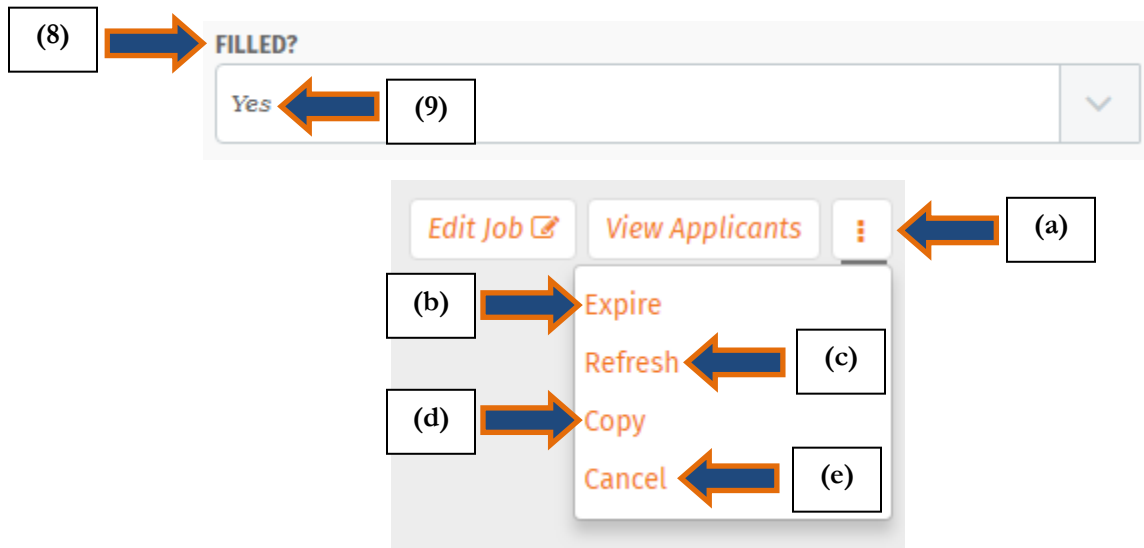 (8)
FILLED?
Yes (9)
Edit Job View Applicants (a)
(b) Expire
Refresh (c)
(d) Copy
Cancel (e)